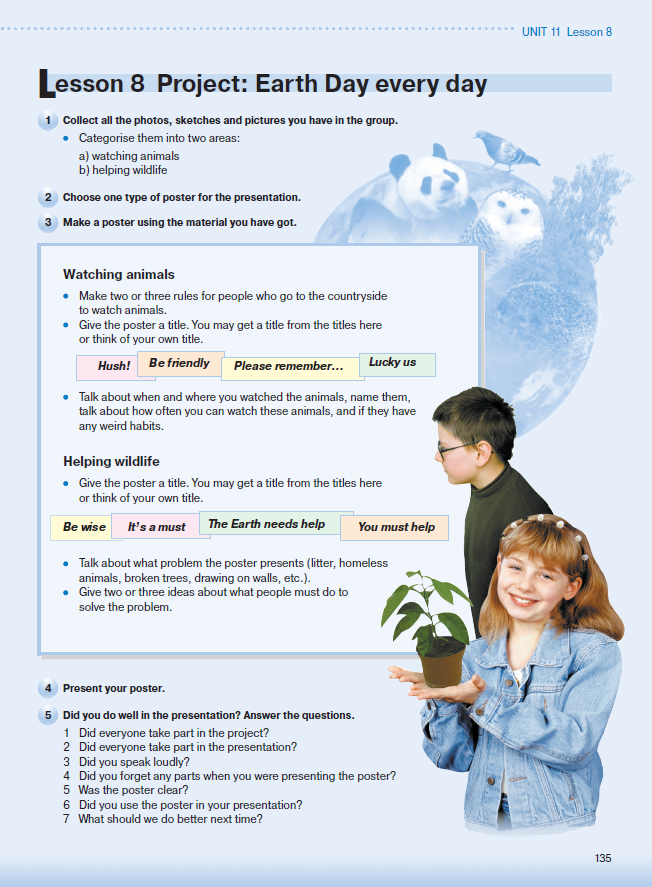 UNIT 11 Lesson 8
Lesson 8 Project: Earth Day every day
1 Collect all the photos, sketches and pictures you have in the group.
• Categorise them into two areas:
a) watching animals
b) helping wildlife
2 Choose one type of poster for the presentation.
3 Make a poster using the material you have got.
Watching animals
• Make two or three rules for people who go to the countryside
to watch animals.
• Give the poster a title. You may get a title from the titles here
or think of your own title.
Hush! Be friendly Please remember... Lucky us
• Talk about when and where you watched the animals, name them,
talk about how often you can watch these animals, and if they have
any weird habits.
Helping wildlife
• Give the poster a title. You may get a title from the titles here
or think of your own title.
Be wise It's a must The Earth needs help You must help
• Talk about what problem the poster presents (litter, homeless
animals, broken trees, drawing on walls, etc.).
• Give two or three ideas about what people must do to
solve the problem.
4 Present your poster.
5 Did you do well in the presentation? Answer the questions.
1 Did everyone take part in the project?
2 Did everyone take part in the presentation?
3 Did you speak loudly?
4 Did you forget any parts when you were presenting the poster?
5 Was the poster clear?
6 Did you use the poster in your presentation?
7 What should we do better next time?
135